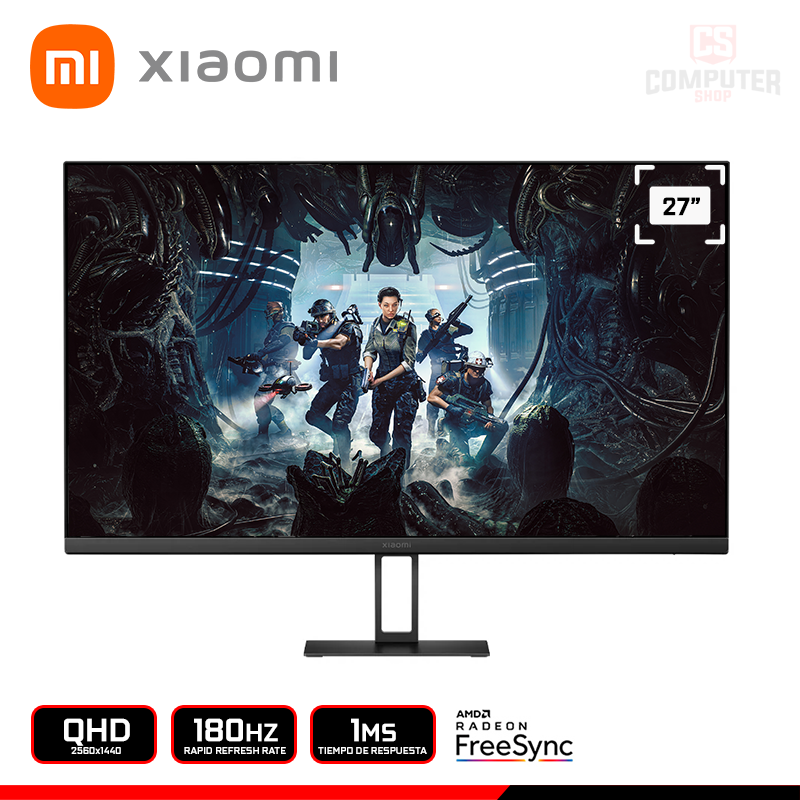 mi xiaomi
CS
COMPUTER
SHOP
27"
xiaomi
QHD
2560x1440
180HZ
RAPID REFRESH RATE
1MS
TIEMPO DE RESPUESTA
AMD
RADEON
FreeSync